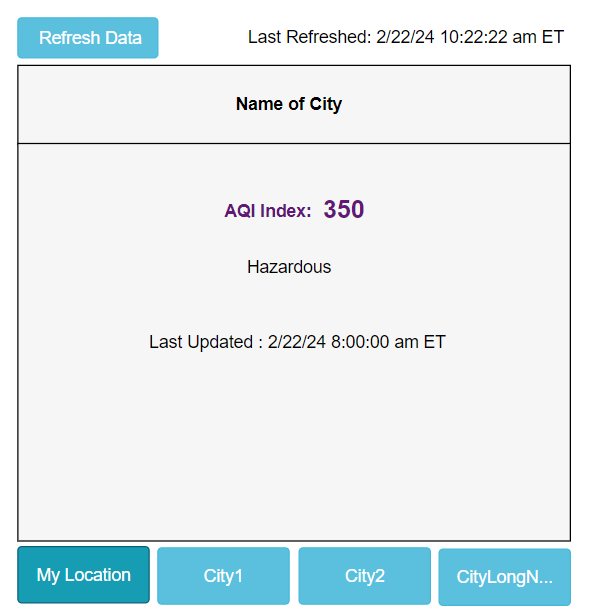 Refresh Data Last Refreshed: 2/22/24 10:22:22 am ET
Name of City
AQI Index: 350
Hazardous
Last Updated : 2/22/24 8:00:00 am ET
My Location City1 City2 CityLongN...